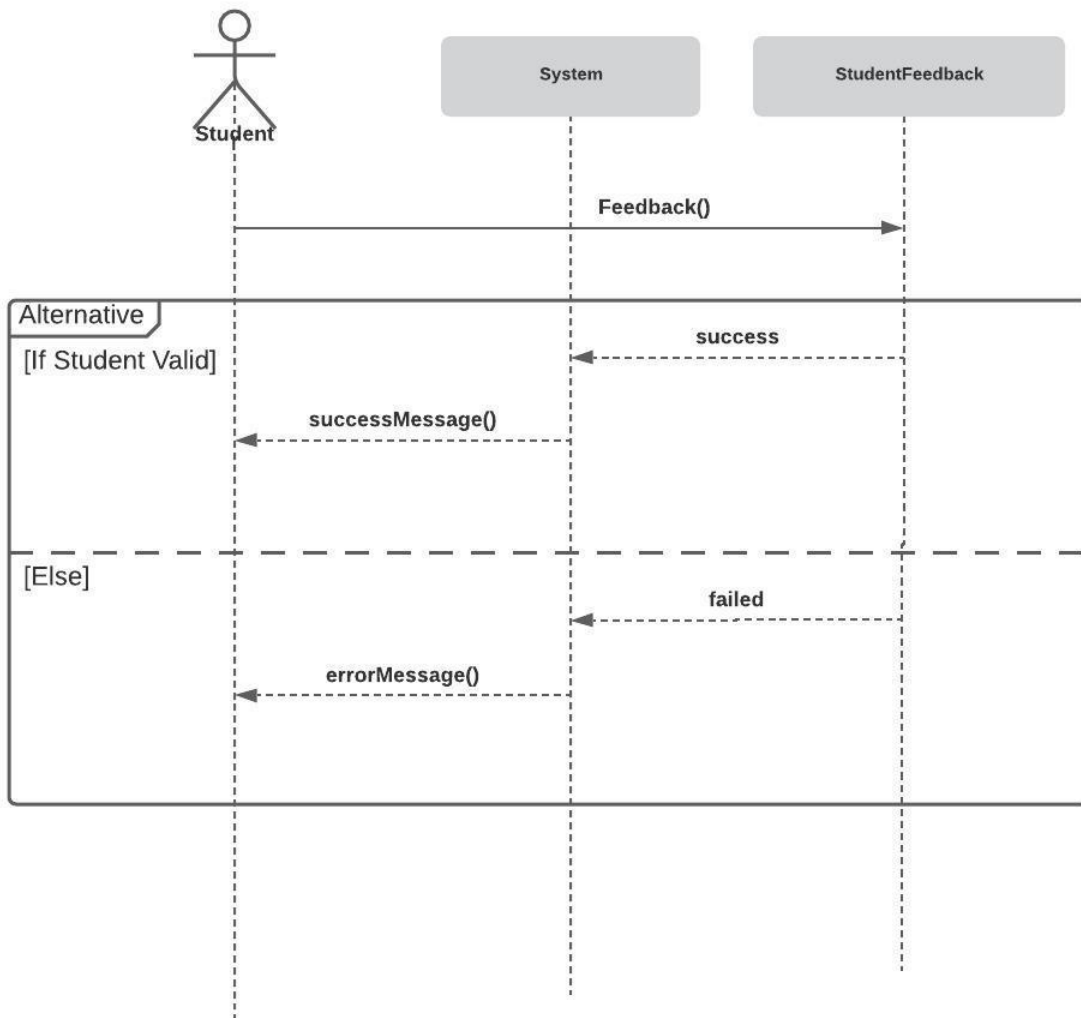 System
StudentFeedback
Student
Feedback()
Alternative
success
[If Student Valid]
successMessage()
[Else]
failed
errorMessage()